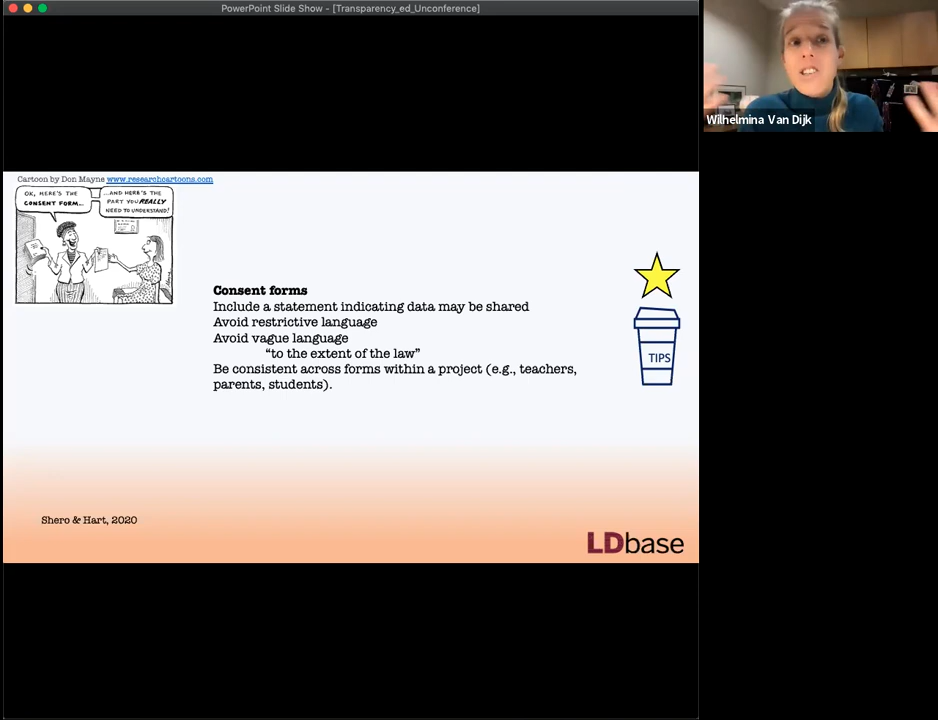 PowerPoint Slide Show - [Transparency_ed_Unconference]
Wilhelmina Van Dijk
Cartoon by Don Mayne www.researchcartoons.com
OK, HERE'S THE
CONSENT FORM...
...AND HERE'S THE
PART YOU REALLY
NEED TO UNDERSTAND!
Consent forms
Include a statement indicating data may be shared
Avoid restrictive language
Avoid vague language
“to the extent of the law”
Be consistent across forms within a project (e.g., teachers,
parents, students).
TIPS
Shero & Hart, 2020
LDbase